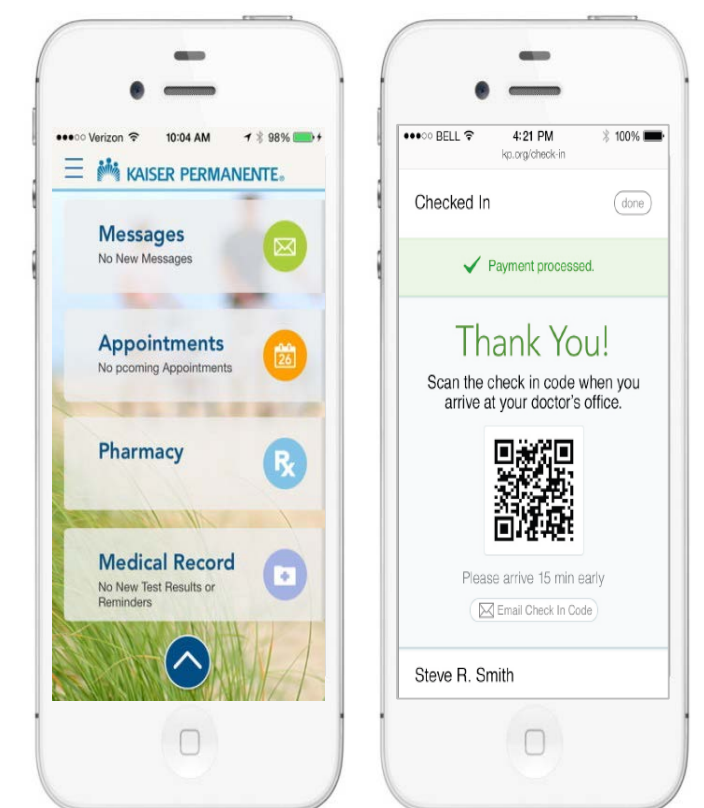 Verizon 10:04 AM 98%
KAISER PERMANENTE®
Messages
No New Messages
Appointments
No pcoming Appointments
26
Pharmacy
Rx
Medical Record
No New Test Results or
Reminders
BELL 4:21 PM 100%
kp.org/check-in
Checked In done
Payment processed.
Thank You!
Scan the check in code when you
arrive at your doctor's office.
Please arrive 15 min early
Email Check In Code
Steve R. Smith